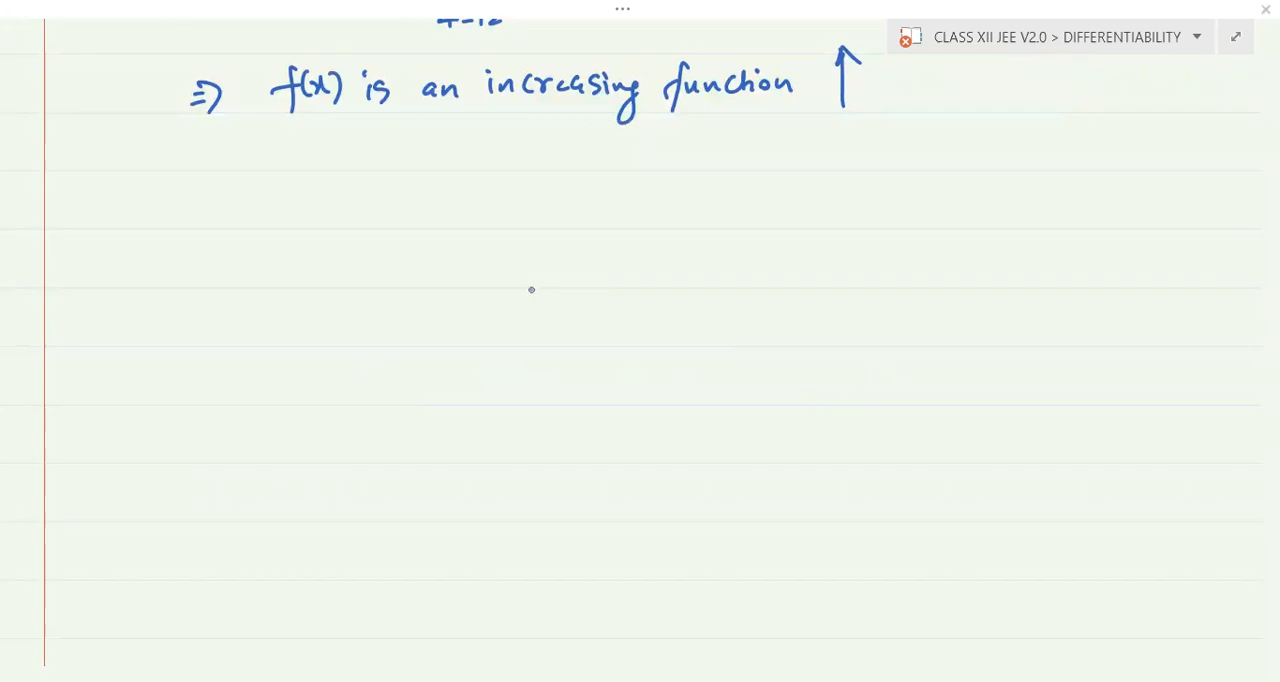 CLASS XII JEE V2.0 > DIFFERENTIABILITY
⇒ f(x) is an increasing function ↑